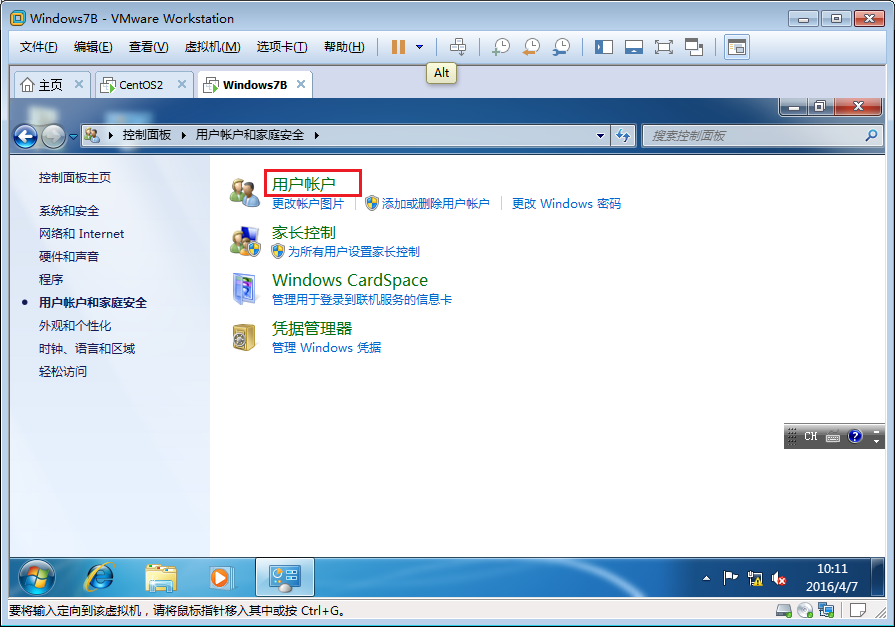 Windows7B - VMware Workstation
文件(F) 编辑(E) 查看(V) 虚拟机(M) 选项卡(T) 帮助(H)
Alt
主页 CentOS2 Windows7B
控制面板 用户帐户和家庭安全 搜索控制面板
控制面板主页
系统和安全
网络和 Internet
硬件和声音
程序
用户帐户和家庭安全
外观和个性化
时钟、语言和区域
轻松访问
用户帐户
更改帐户图片 添加或删除用户帐户 更改 Windows 密码
家长控制
为所有用户设置家长控制
Windows CardSpace
管理用于登录到联机服务的信息卡
凭据管理器
管理 Windows 凭据
CH
10:11
2016/4/7
要将输入定向到该虚拟机，请将鼠标指针移入其中或按 Ctrl+G。